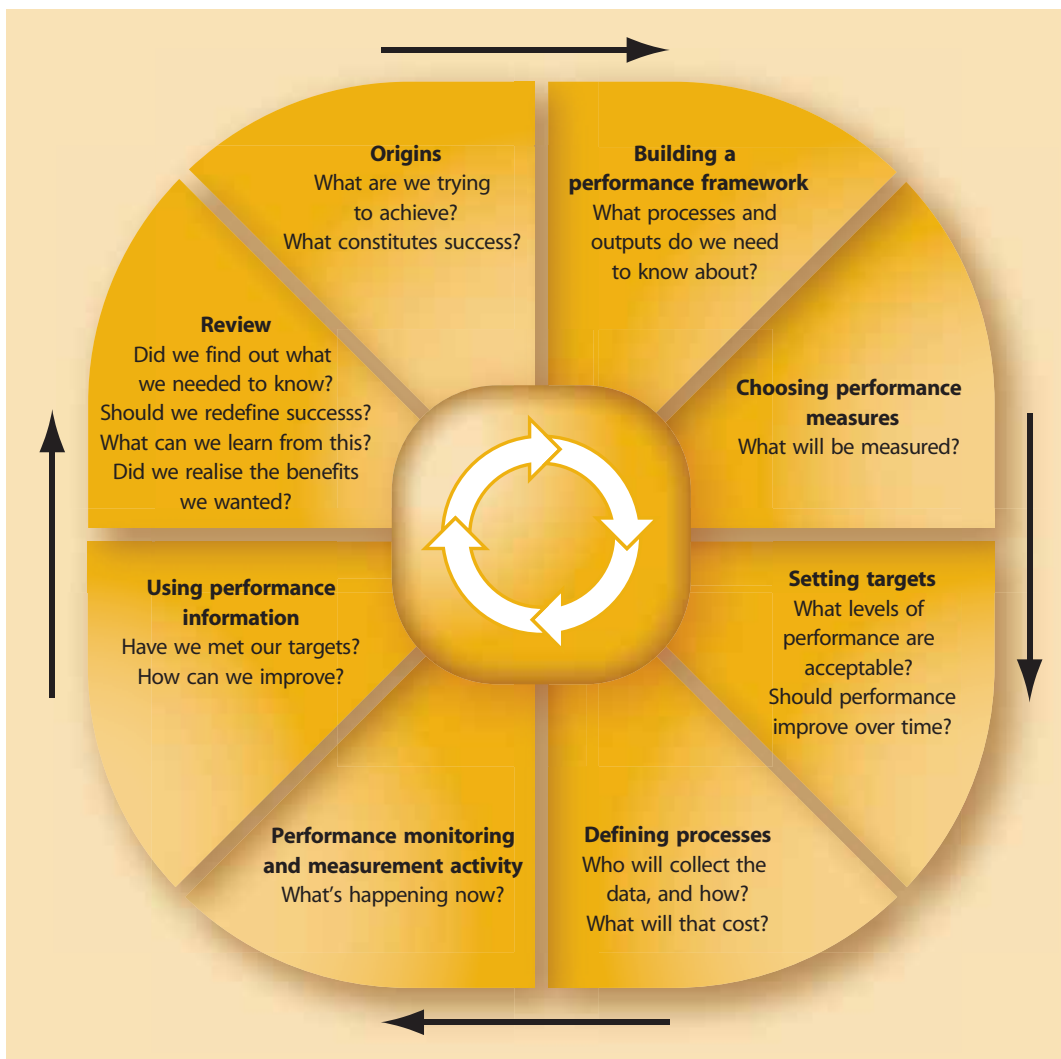 Origins
What are we trying
to achieve?
What constitutes success?
Building a
performance framework
What processes and
outputs do we need
to know about?
Choosing performance
measures
What will be measured?
Setting targets
What levels of
performance are
acceptable?
Should performance
improve over time?
Defining processes
Who will collect the
data, and how?
What will that cost?
Performance monitoring
and measurement activity
What's happening now?
Using performance
information
Have we met our targets?
How can we improve?
Review
Did we find out what
we needed to know?
Should we redefine successs?
What can we learn from this?
Did we realise the benefits
we wanted?